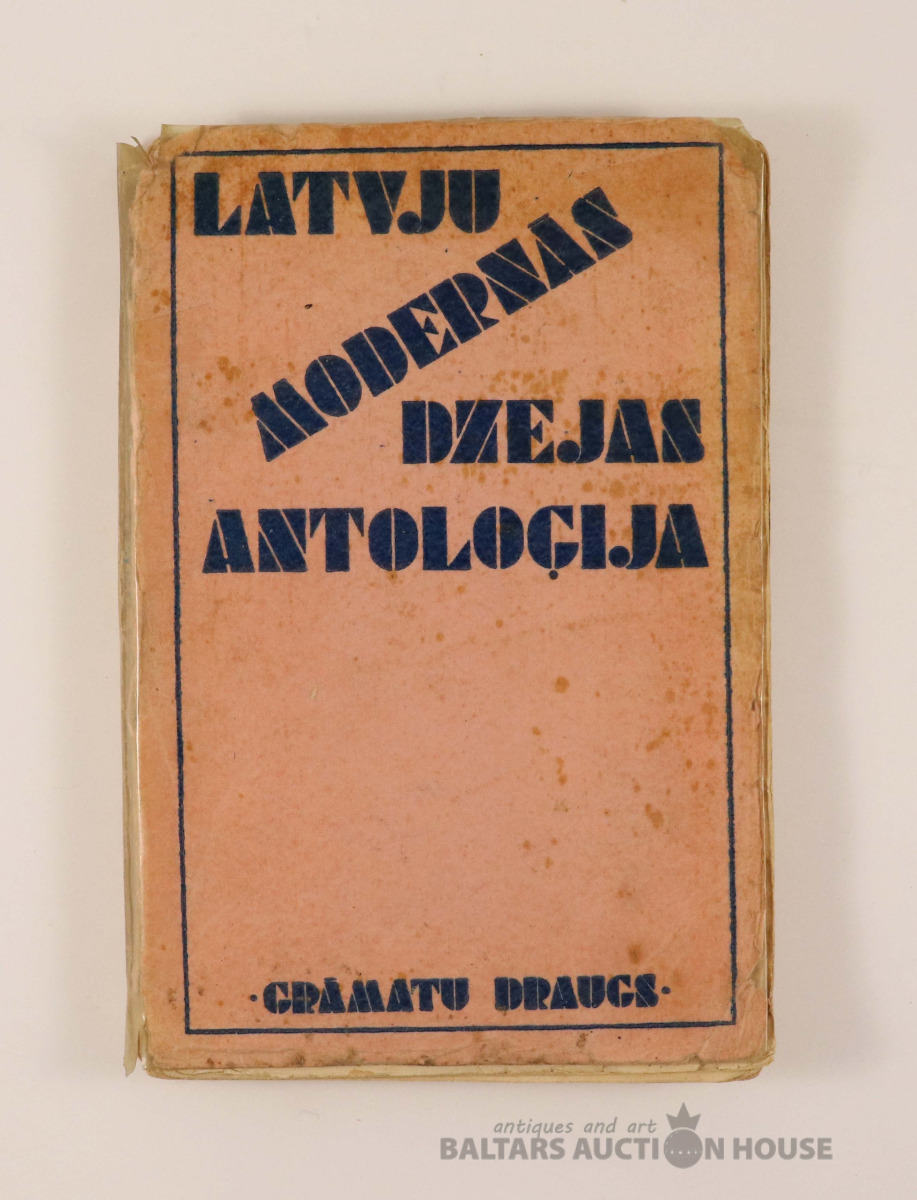 LATVJU
MODERNĀS
DZEJAS
ANTOLOĢIJA
·GRĀMATU DRAUGS·
antiques and art
BALTARS AUCTION HOUSE